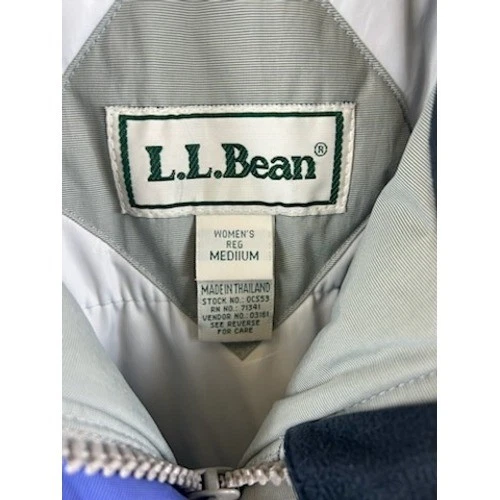 L.L.Bean®
WOMEN'S
REG
MEDIUM
MADE IN THAILAND
STOCK NO.: 0CS53
RN NO.: 71341
VENDOR NO.: 03161
SEE REVERSE
FOR CARE